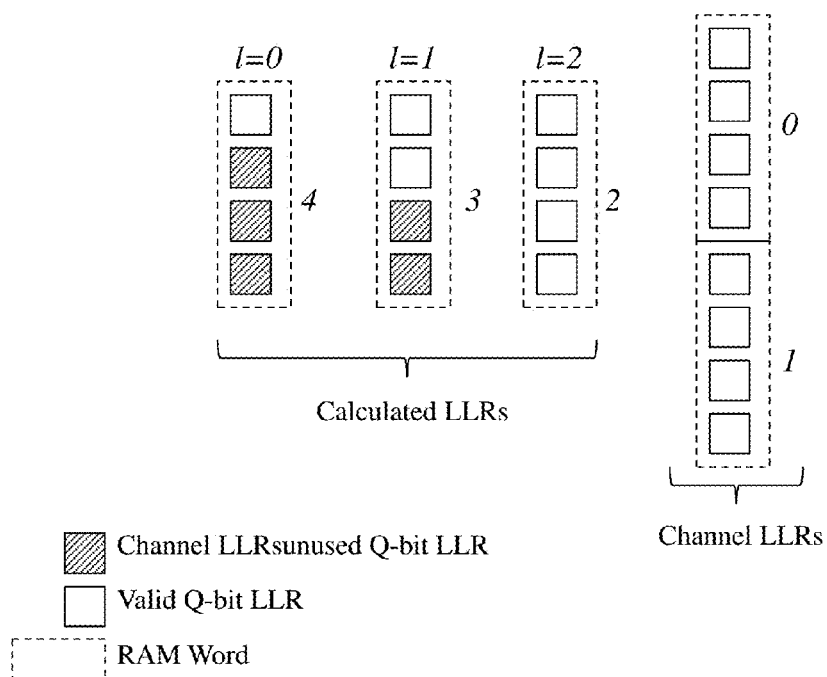 l=0 l=1 l=2
0
4 3 2
1
Calculated LLRs
Channel LLRs
Channel LLRsunused Q-bit LLR
Valid Q-bit LLR
RAM Word